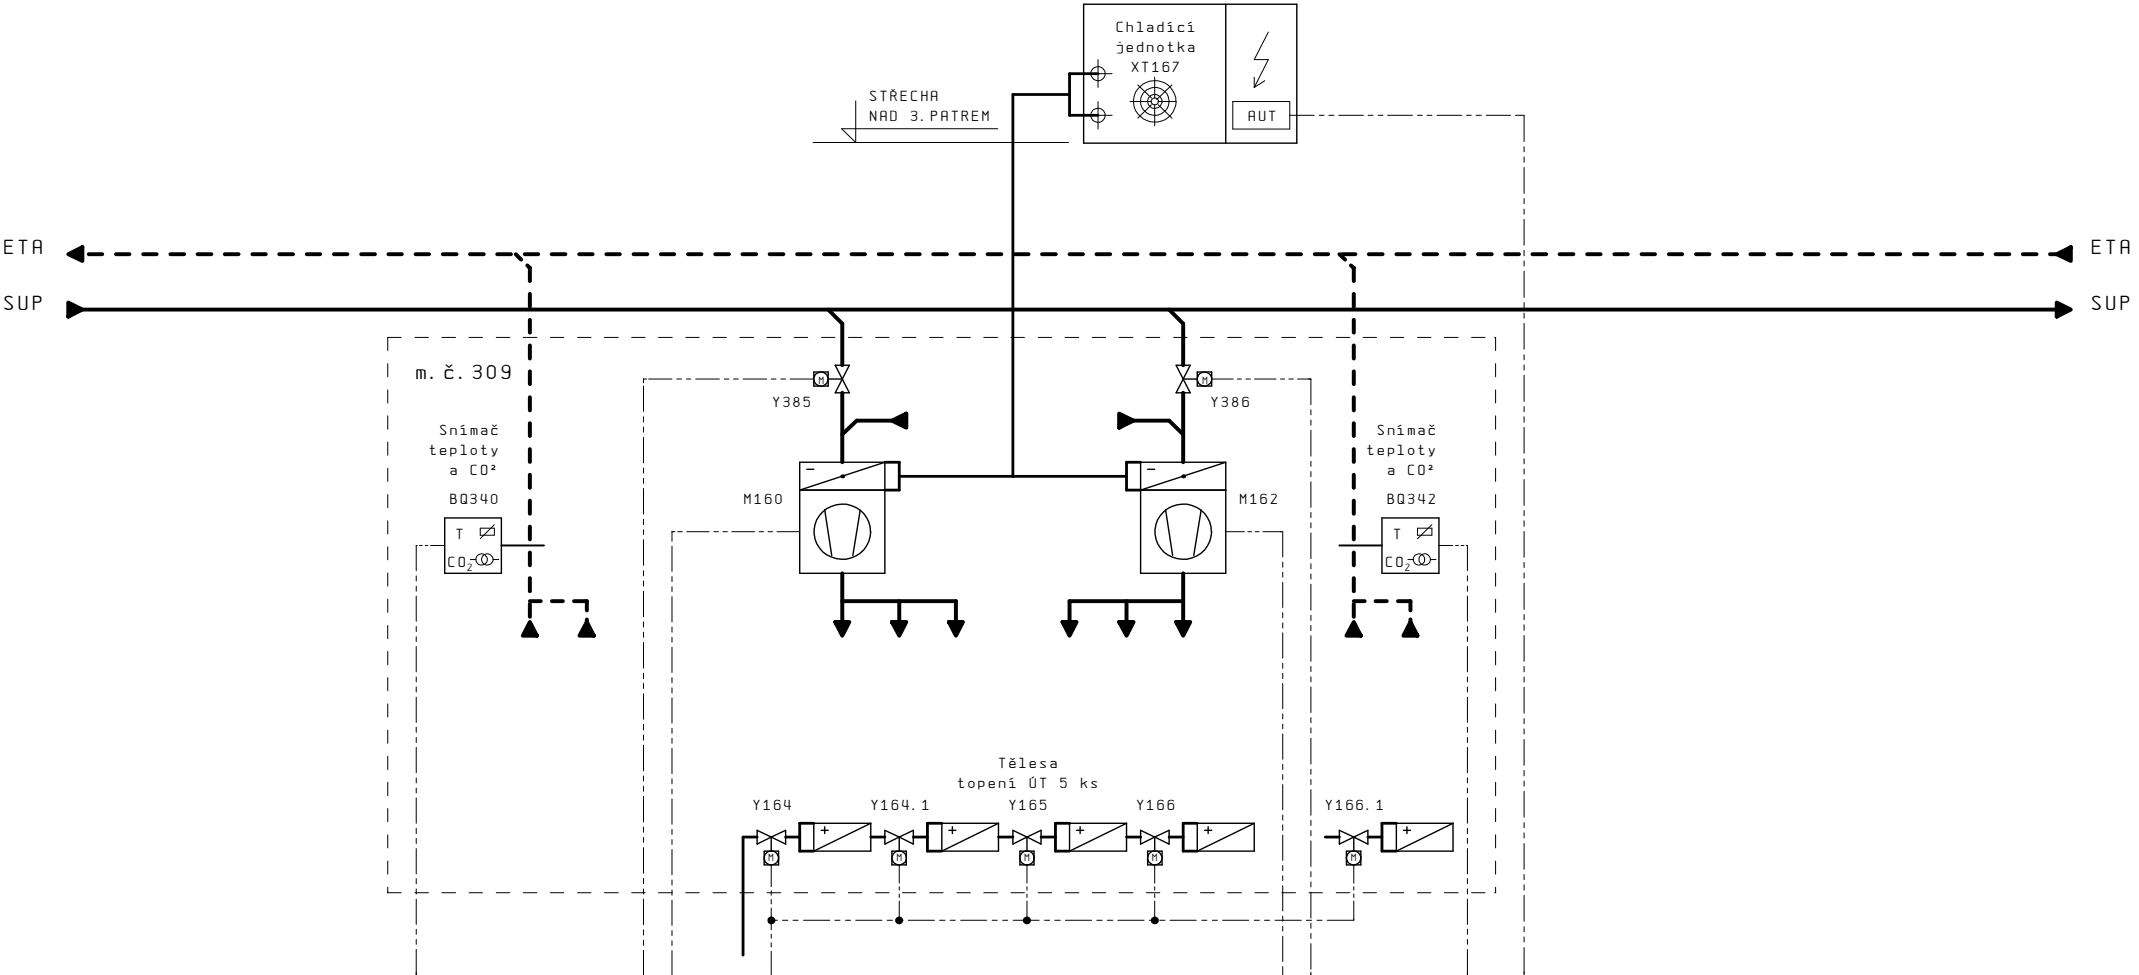 Chladící
jednotka
XT167
AUT
STŘECHA
NAD 3. PATREM
ETA
ETA
SUP
SUP
m. č. 309
M
Y385
M
Y386
Snímač
teploty
a CO²
BQ340
T
CO₂
Snímač
teploty
a CO²
BQ342
T
CO₂
M160
-
M162
-
Tělesa
topení ÚT 5 ks
Y164
Y164. 1
Y165
Y166
Y166. 1
+
+
+
+
+
M
M
M
M
M